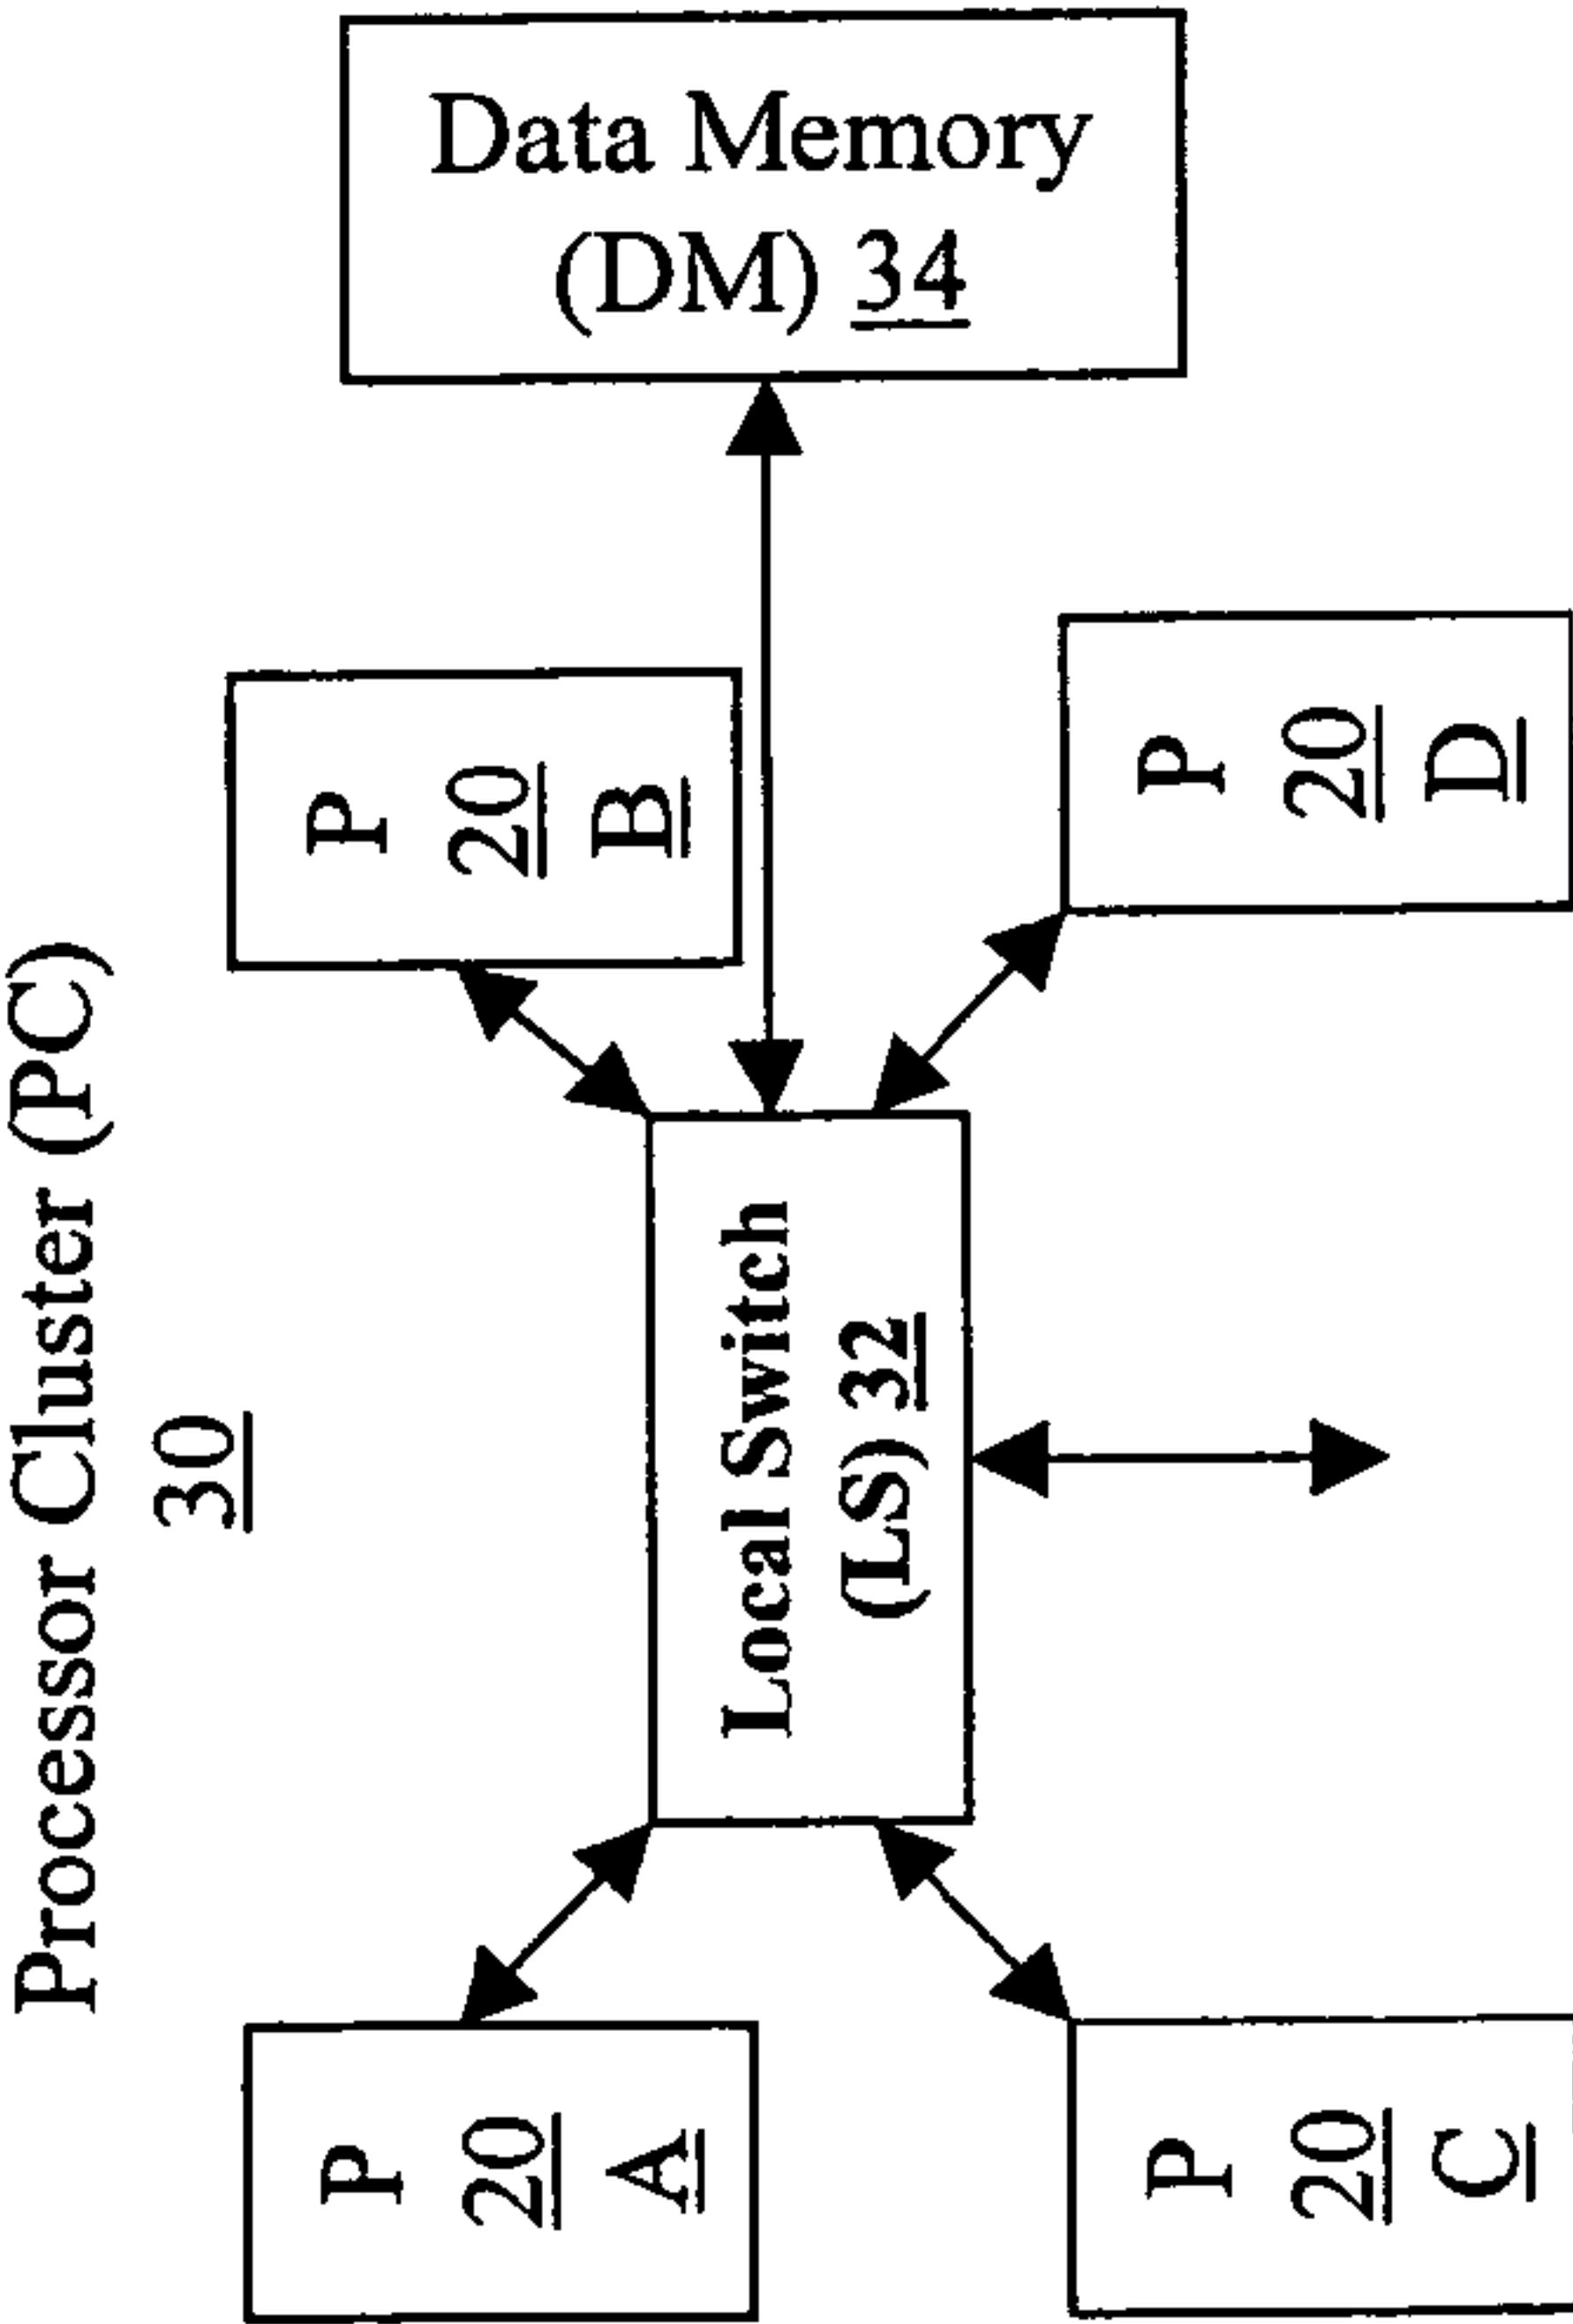 Processor Cluster (PC)
30
P
20
A
P
20
B
Local Switch
(LS) 32
P
20
C
P
20
D
Data Memory
(DM) 34